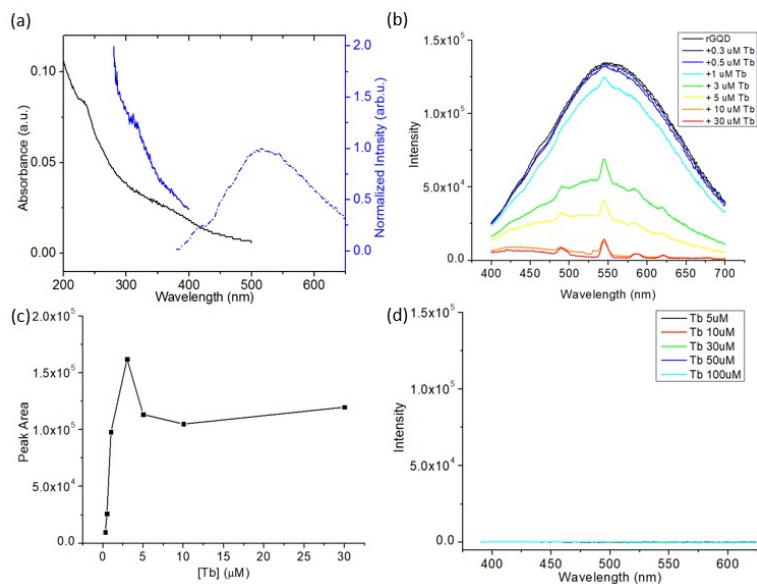 (a)
Absorbance (a.u.)
0.10
0.05
0.00
200 300 400 500 600
Wavelength (nm)
2.0
1.5
1.0
0.5
0.0
Normalized Intnsity (arb.u.)
(b)
Intensity
1.5x10⁵
1.0x10⁵
5.0x10⁴
0.0
400 450 500 550 600 650 700
Wavelength (nm)
rGQD
+0.3 uM Tb
+0.5 uM Tb
+1 uM Tb
+ 3 uM Tb
+ 5 uM Tb
+ 10 uM Tb
+ 30 uM Tb
(c)
Peak Area
2.0x10⁵
1.5x10⁵
1.0x10⁵
5.0x10⁴
0.0
0 5 10 15 20 25 30
[Tb] (μM)
(d)
Intensity
1.5x10⁵
1.0x10⁵
5.0x10⁴
0.0
400 450 500 550 600
Wavelength (nm)
Tb 5uM
Tb 10uM
Tb 30uM
Tb 50uM
Tb 100uM